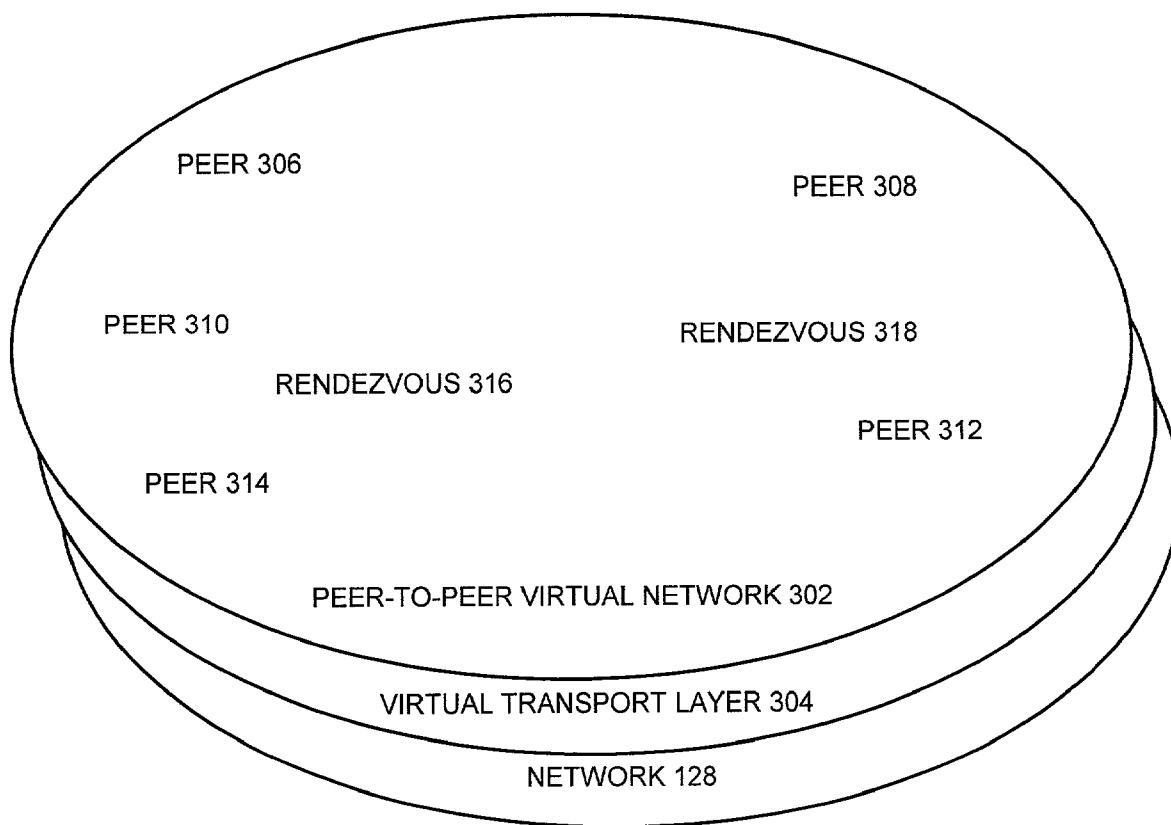 PEER 306
PEER 308
PEER 310
RENDEZVOUS 318
RENDEZVOUS 316
PEER 312
PEER 314
PEER-TO-PEER VIRTUAL NETWORK 302
VIRTUAL TRANSPORT LAYER 304
NETWORK 128